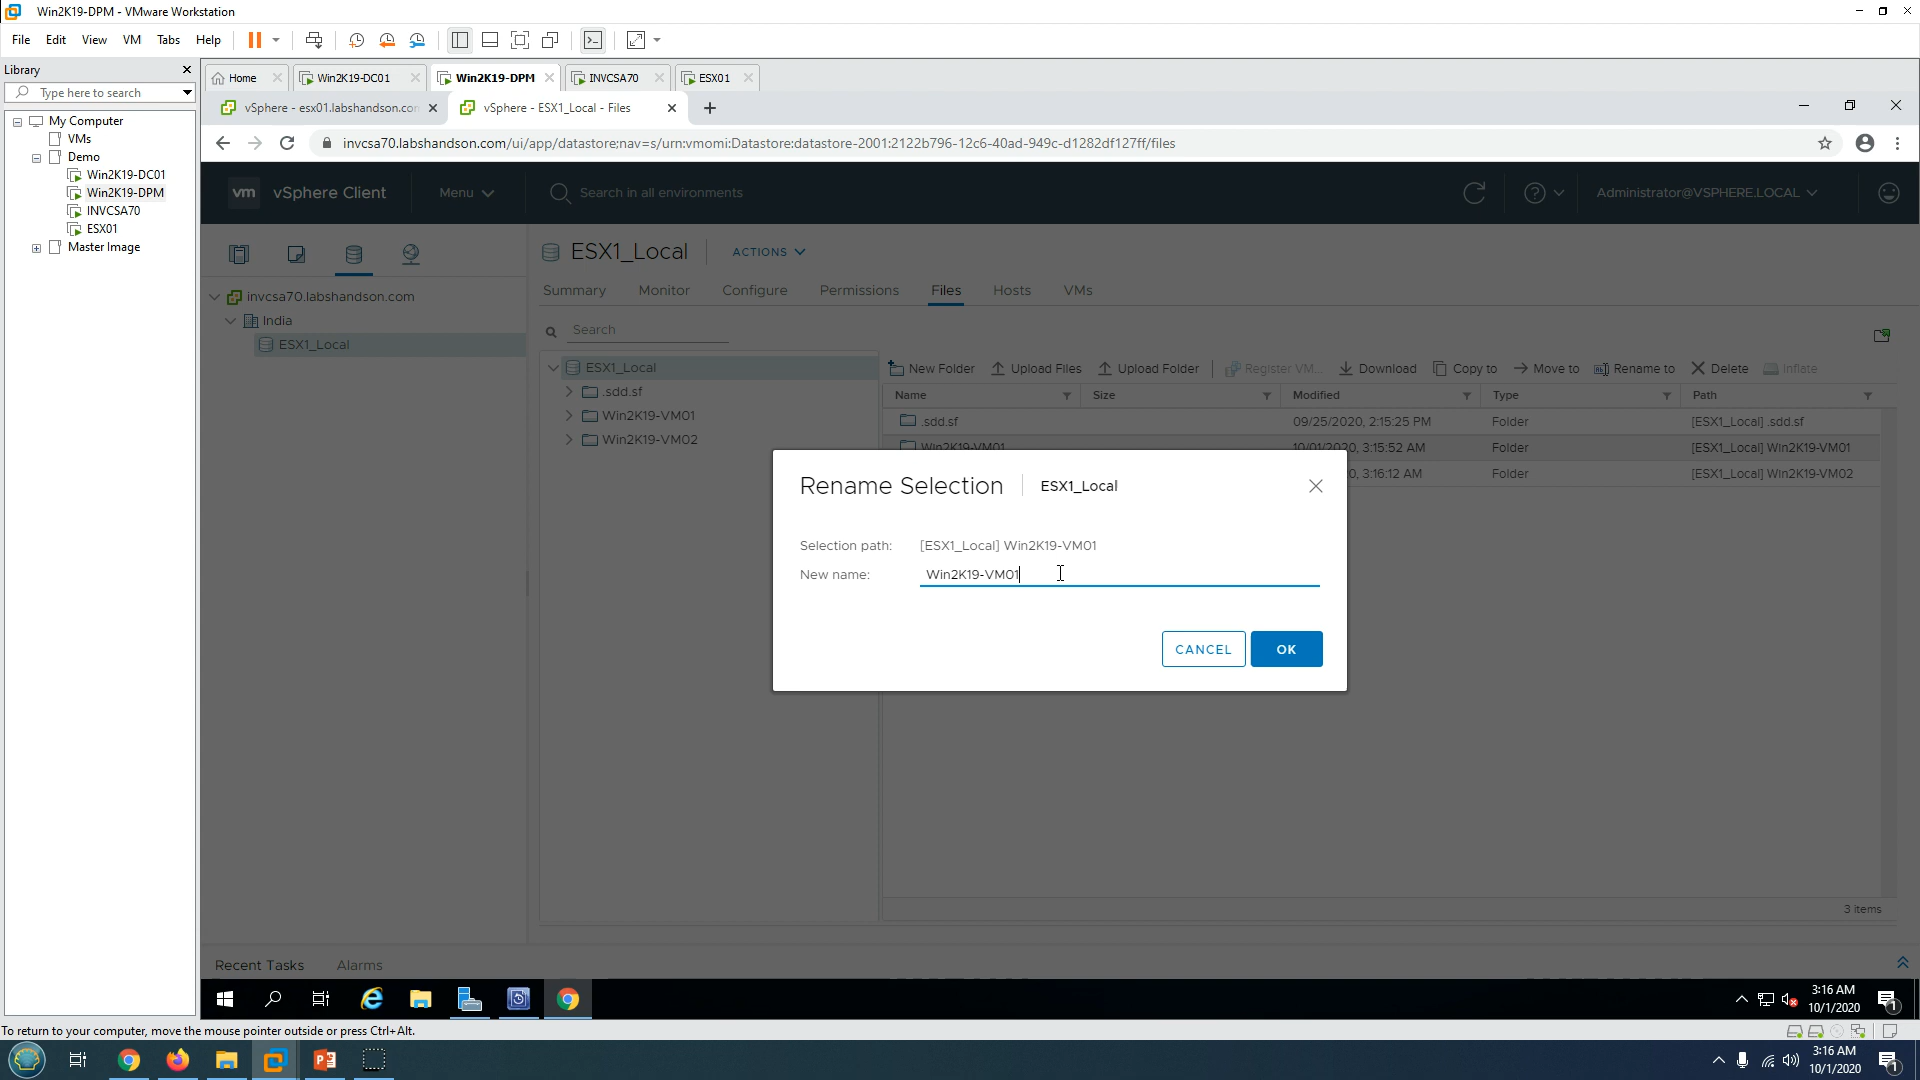 Win2K19-DPM - VMware Workstation
File Edit View VM Tabs Help
Library
Type here to search
My Computer
VMs
Demo
Win2K19-DC01
Win2K19-DPM
INVCSA70
ESX01
Master Image
Home Win2K19-DC01 Win2K19-DPM INVCSA70 ESX01
vSphere - esx01.labshandson.con vSphere - ESX1_Local - Files
invcsa70.labshandson.com/ui/app/datastore;nav=s/urn:vmomi:Datastore:datastore-2001:2122b796-12c6-40ad-949c-d1282df127ff/files
vm vSphere Client Menu Search in all environments Administrator@VSPHERE.LOCAL
invcsa70.labshandson.com
India
ESX1_Local
ESX1_Local ACTIONS
Summary Monitor Configure Permissions Files Hosts VMs
Search
ESX1_Local
.sdd.sf
Win2K19-VM01
Win2K19-VM02
New Folder Upload Files Upload Folder Register VM... Download Copy to Move to Rename to Delete Inflate
Name Size Modified Type Path
.sdd.sf 09/25/2020, 2:15:25 PM Folder [ESX1_Local] .sdd.sf
Win2K19-VM01 10/01/2020, 3:15:52 AM Folder [ESX1_Local] Win2K19-VM01
0, 3:16:12 AM Folder [ESX1_Local] Win2K19-VM02
Rename Selection ESX1_Local
Selection path: [ESX1_Local] Win2K19-VM01
New name: Win2K19-VM01
CANCEL OK
3 items
Recent Tasks Alarms
3:16 AM
10/1/2020
1
To return to your computer, move the mouse pointer outside or press Ctrl+Alt.
3:16 AM
10/1/2020
1